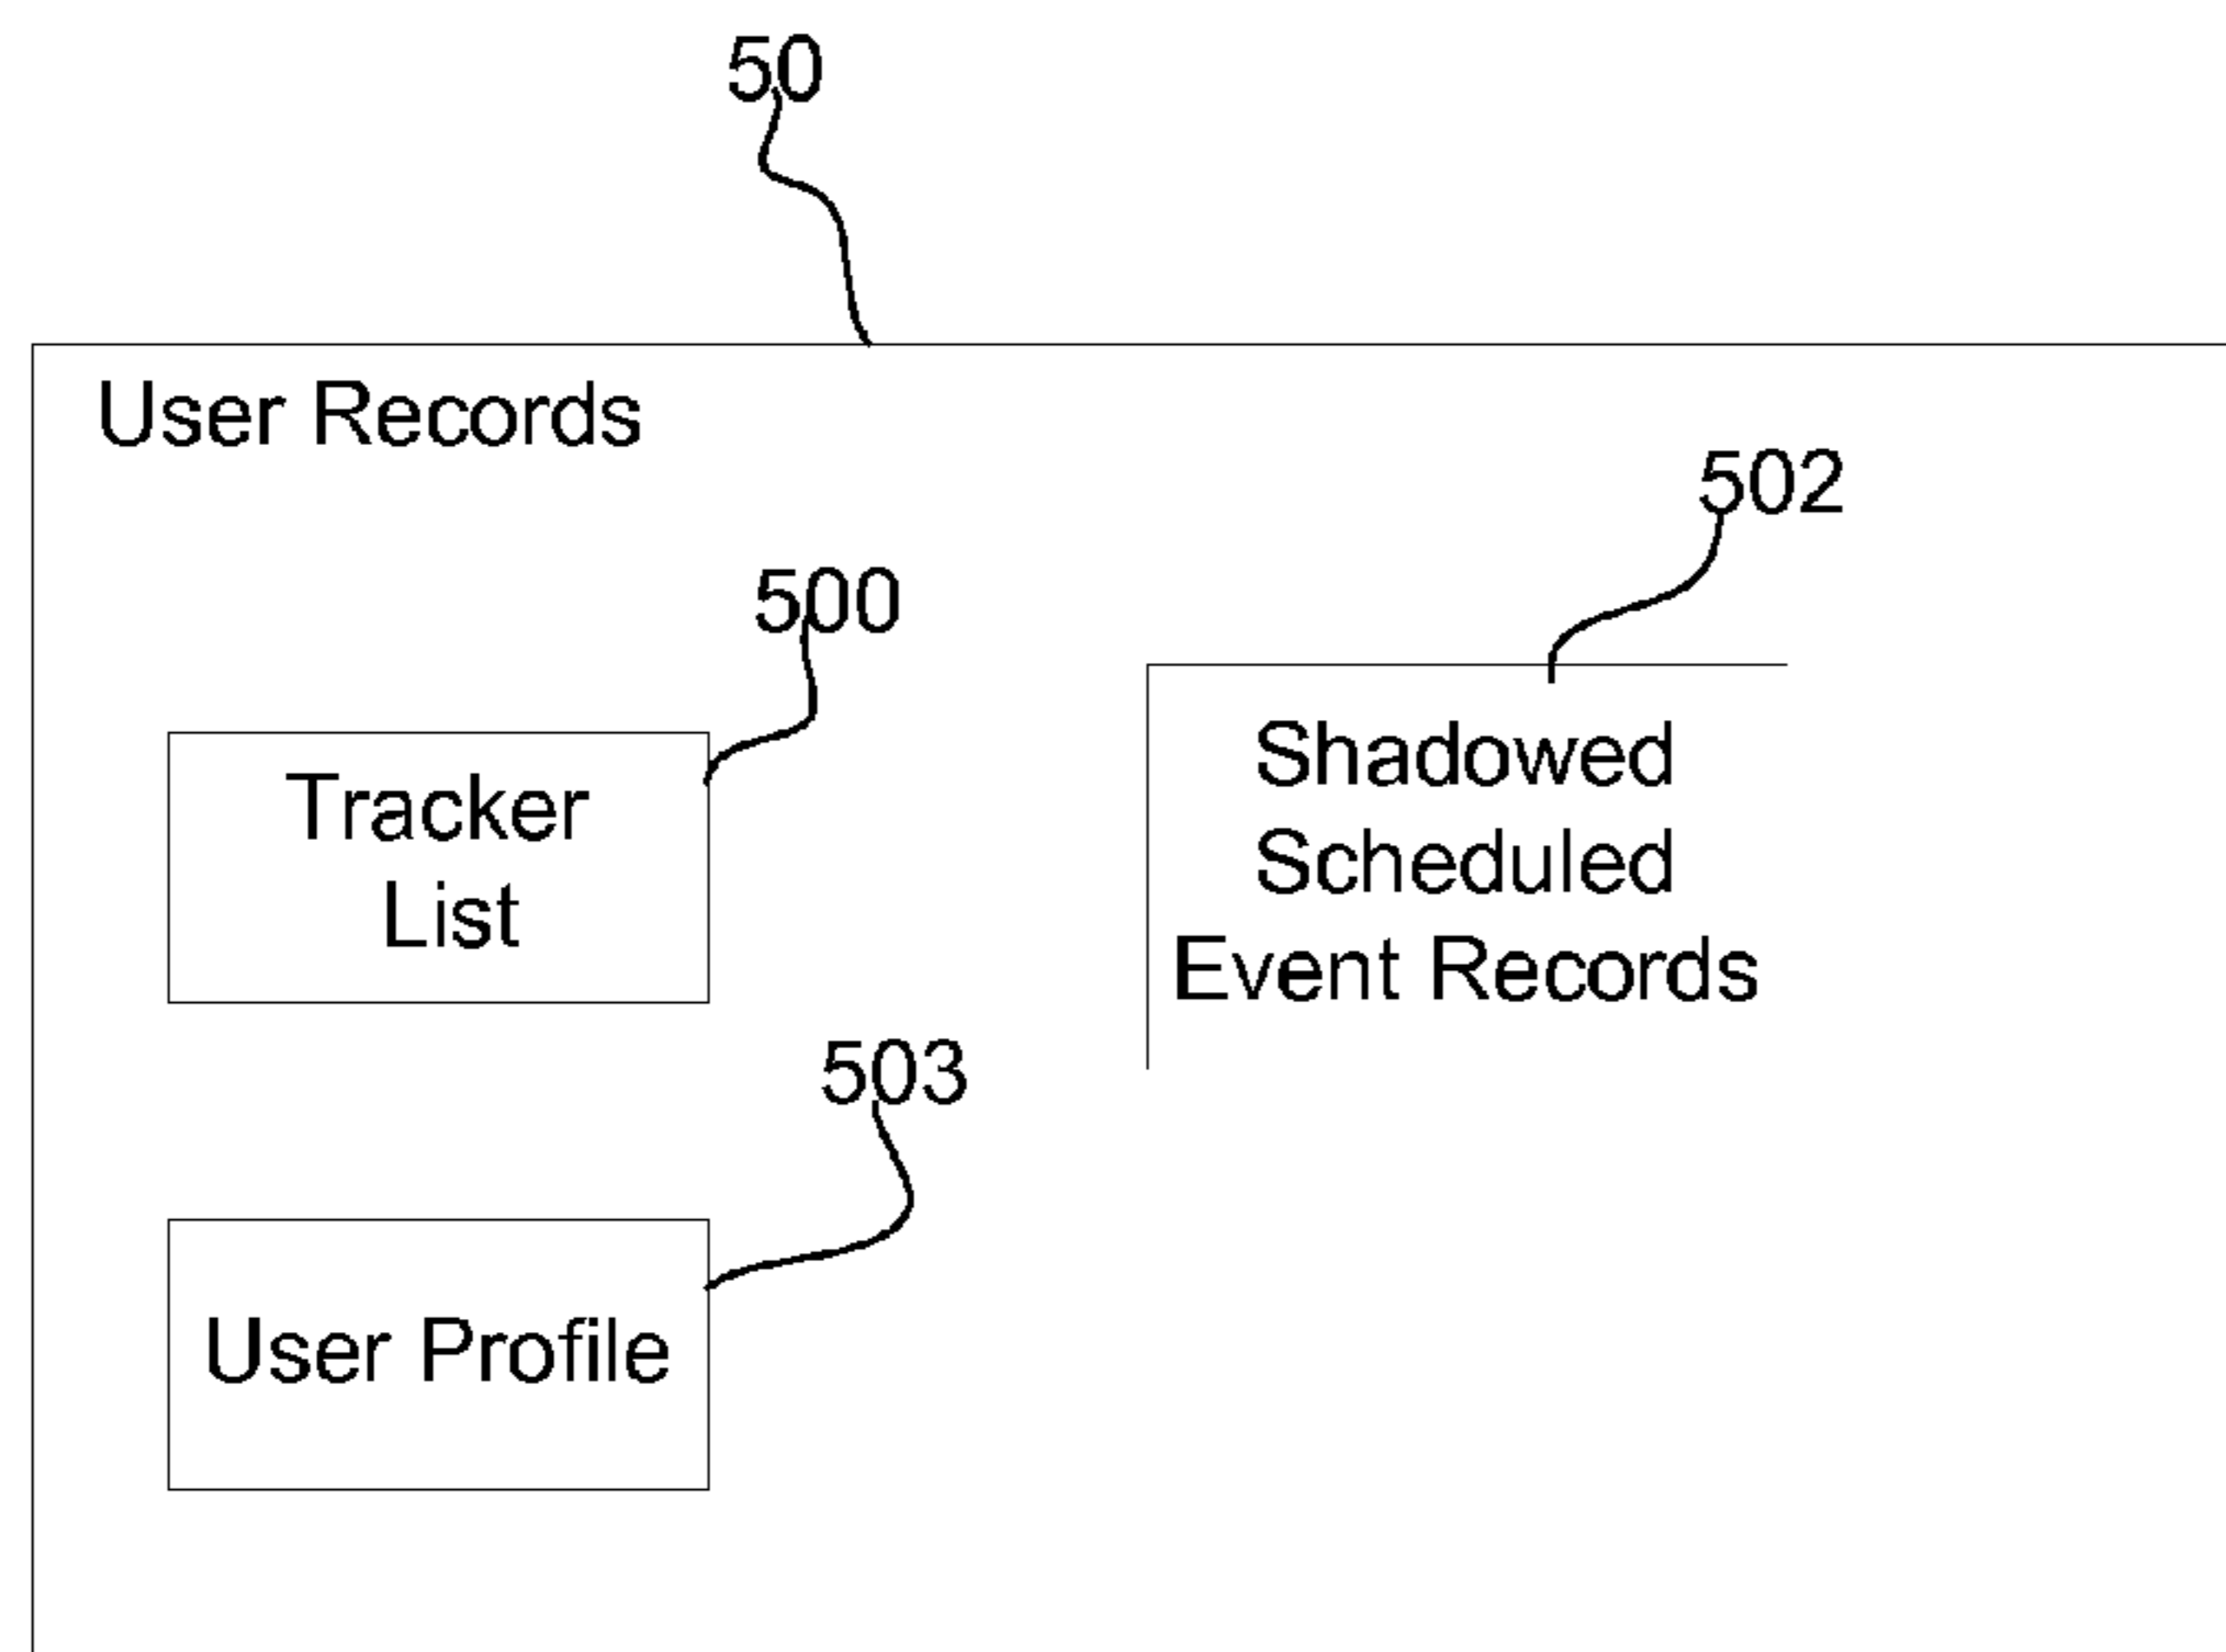 50
User Records
502
500
Shadowed
Scheduled
Event Records
Tracker
List
503
User Profile